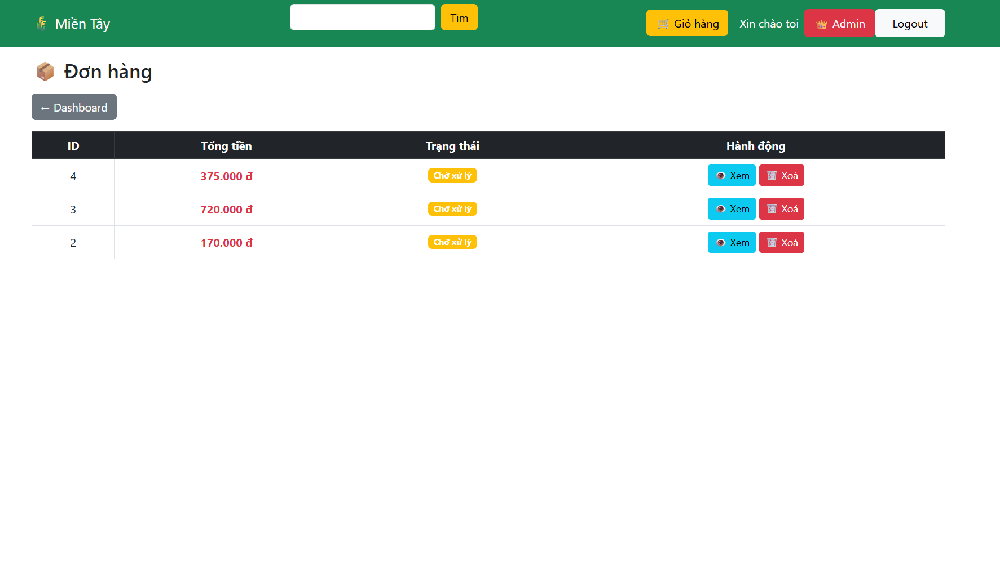 Miền Tây
Tìm
Giỏ hàng
Xin chào toi
Admin
Logout
Đơn hàng
← Dashboard
ID Tổng tiền Trạng thái Hành động
4 375.000 đ Chờ xử lý Xem Xoá
3 720.000 đ Chờ xử lý Xem Xoá
2 170.000 đ Chờ xử lý Xem Xoá